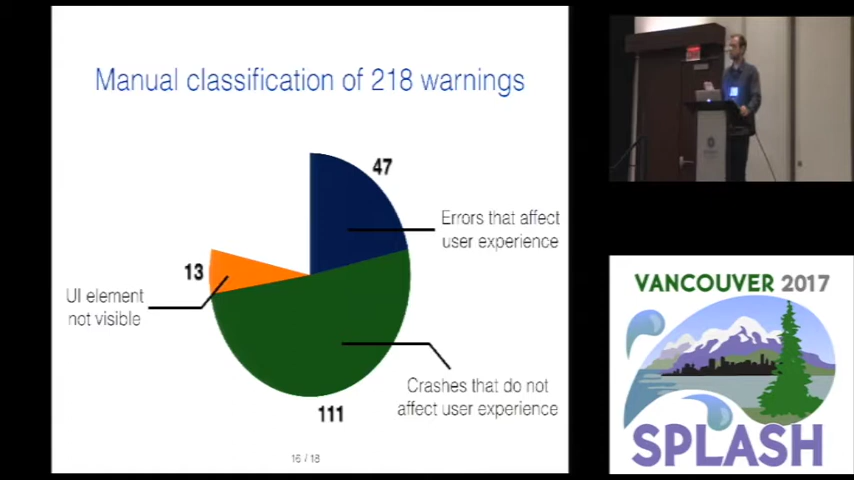 Manual classification of 218 warnings
47
Errors that affect
user experience
13
UI element
not visible
Crashes that do not
affect user experience
111
16 / 18
VANCOUVER 2017
SPLASH